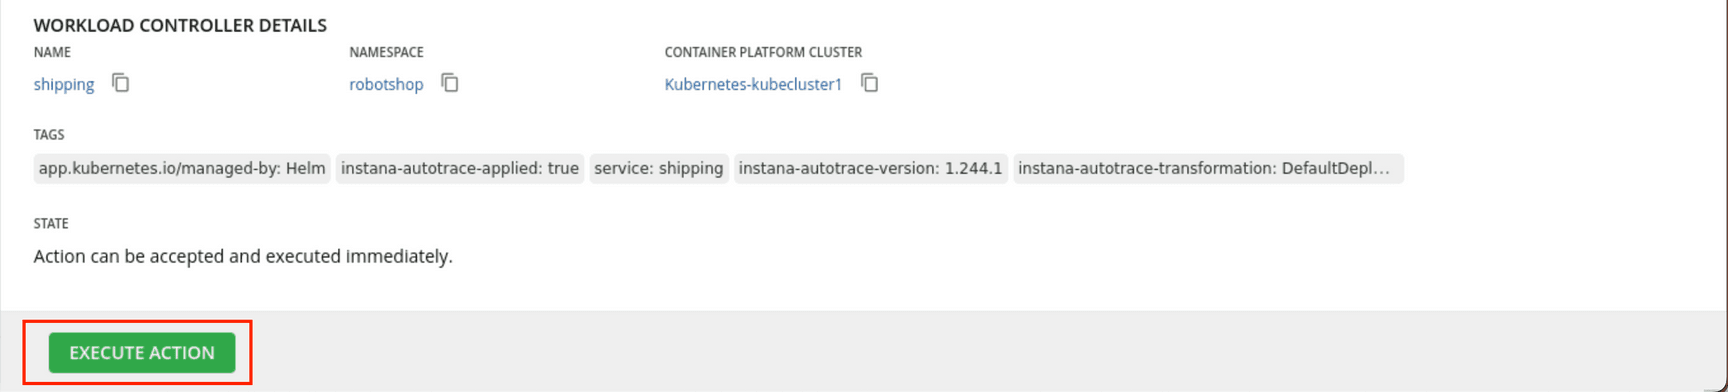 WORKLOAD CONTROLLER DETAILS
NAME NAMESPACE CONTAINER PLATFORM CLUSTER
shipping robotshop Kubernetes-kubecluster1
TAGS
app.kubernetes.io/managed-by: Helm instana-autotrace-applied: true service: shipping instana-autotrace-version: 1.244.1 instana-autotrace-transformation: DefaultDepl...
STATE
Action can be accepted and executed immediately.
EXECUTE ACTION